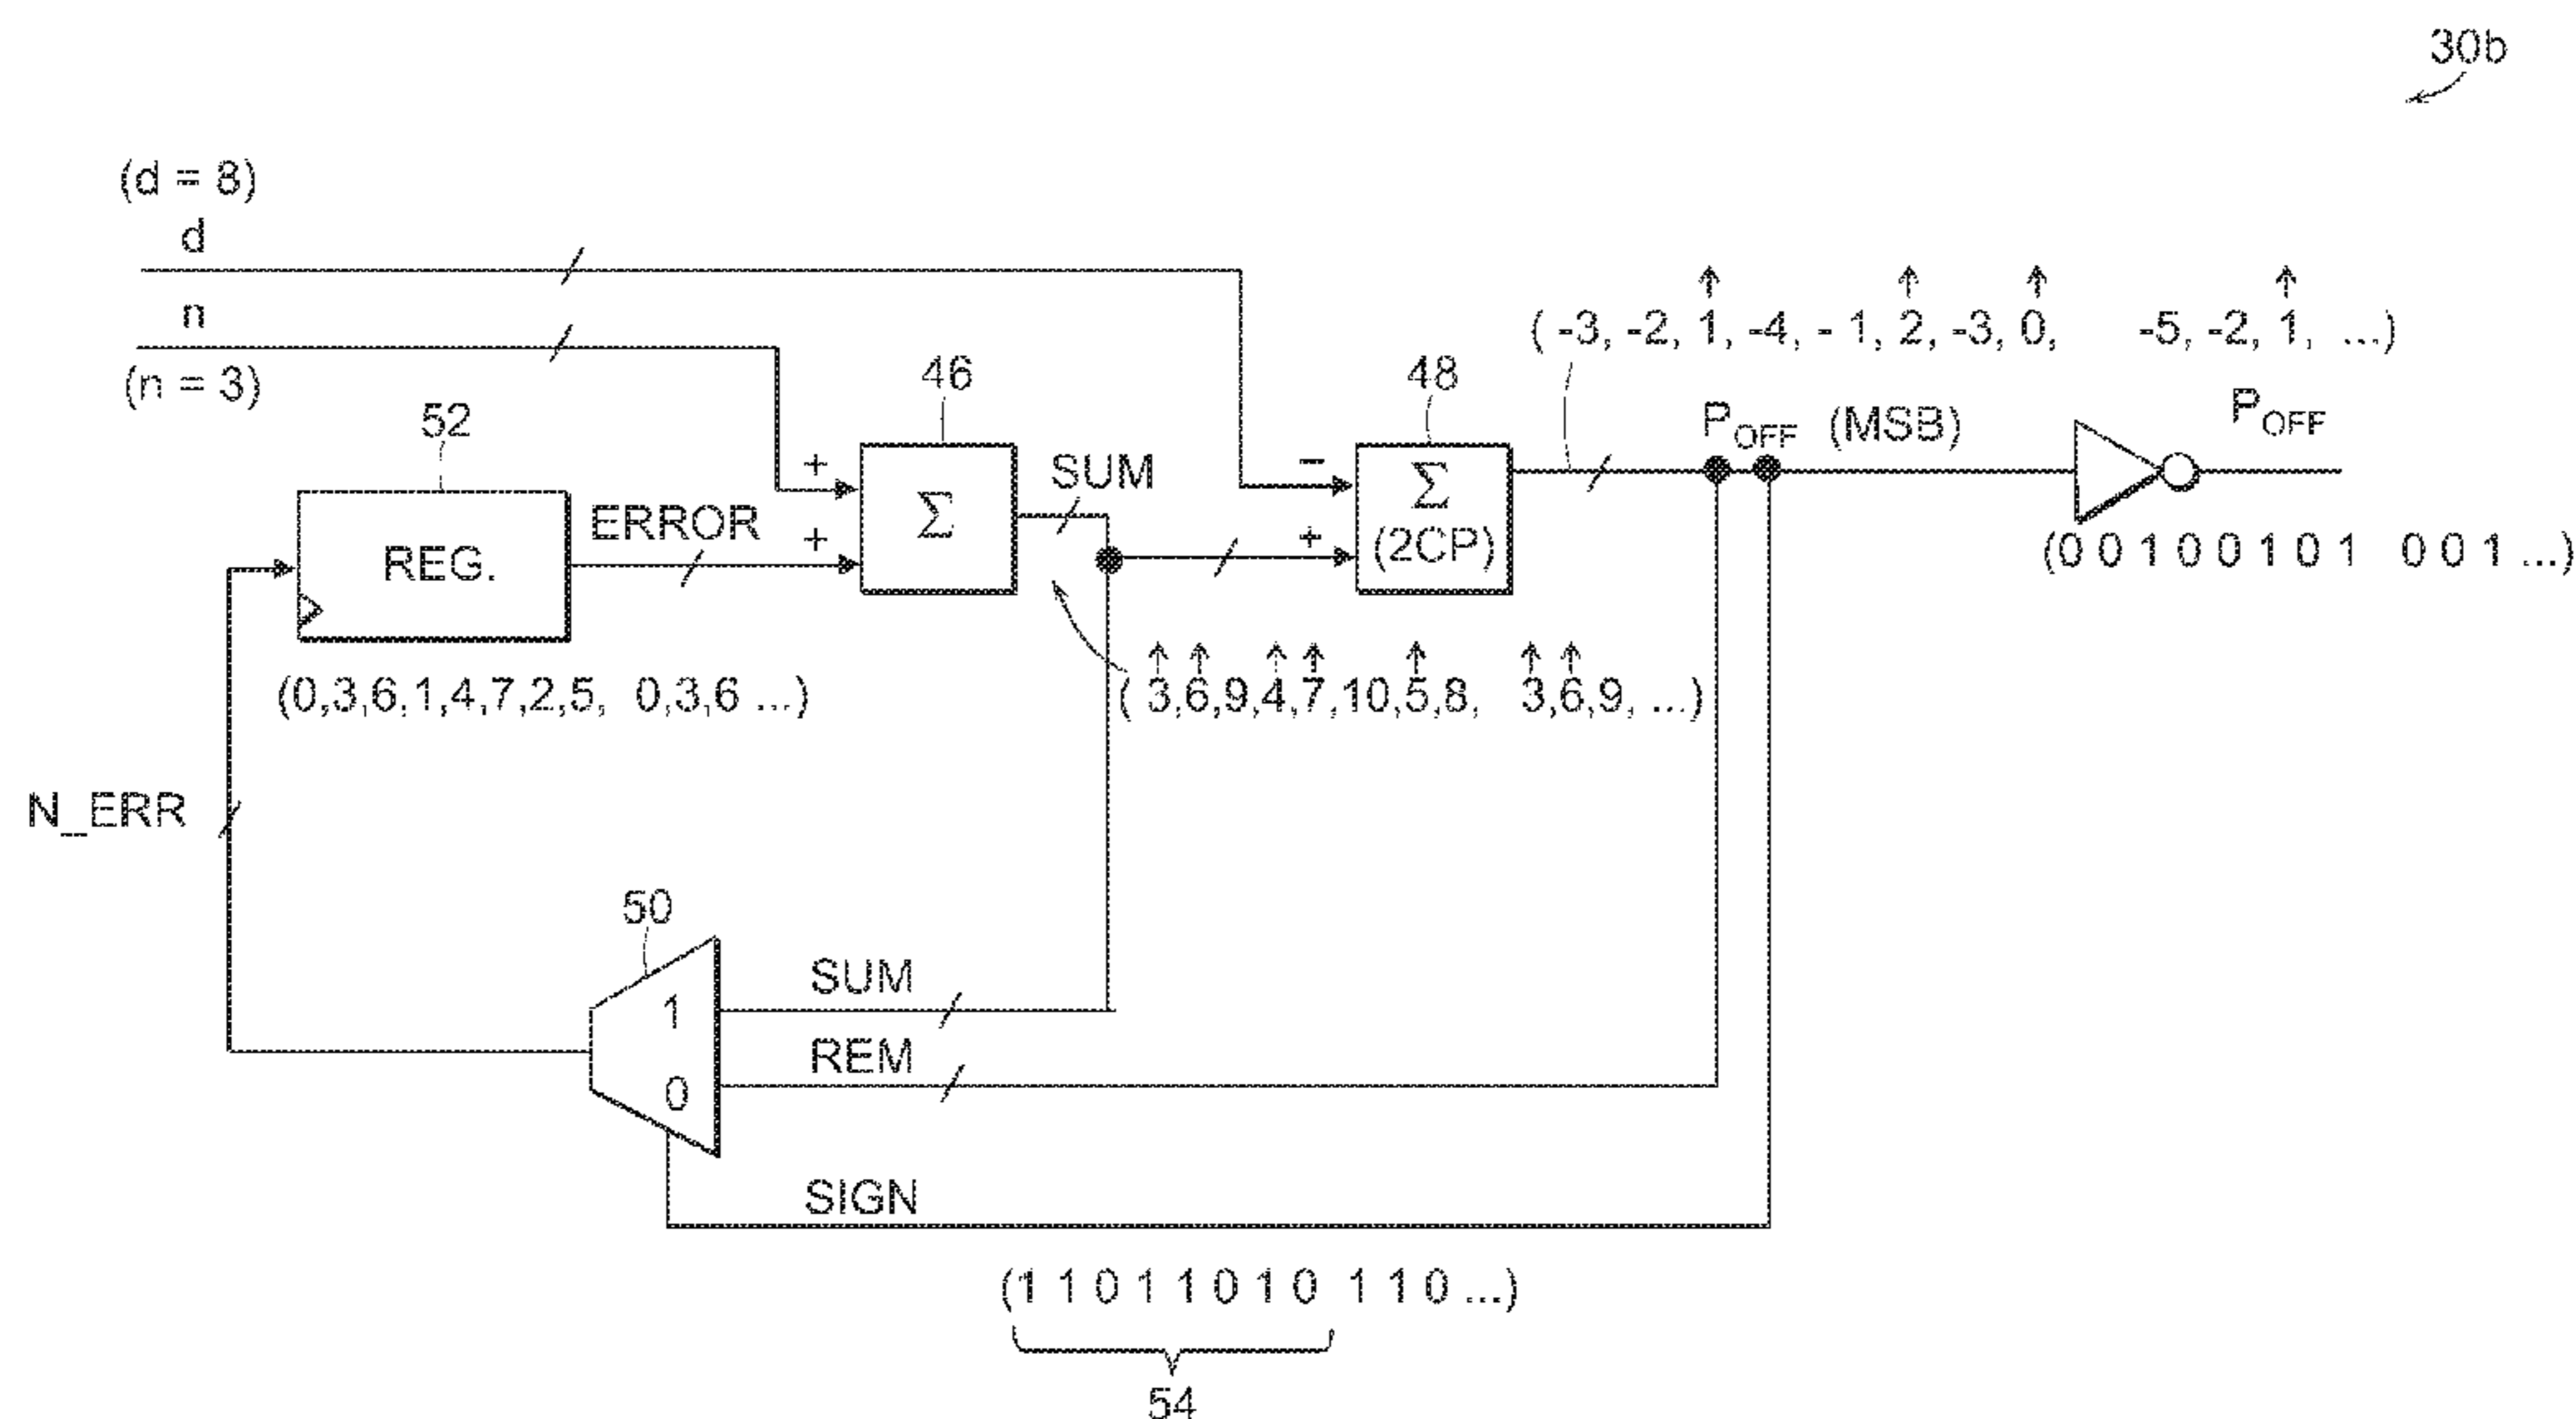 30b
(d = 8)
d
n
(n = 3)
52
46
48
( -3, -2, 1, -4, - 1, 2, -3, 0, -5, -2, 1, ...)
P_OFF (MSB)
P_OFF
REG.
ERROR
+
+
Σ
SUM
−
+
Σ
(2CP)
(0 0 1 0 0 1 0 1 0 0 1 ...)
(0,3,6,1,4,7,2,5, 0,3,6 ...)
( 3,6,9,4,7,10,5,8, 3,6,9, ...)
N_ERR
50
1
0
SUM
REM
SIGN
(1 1 0 1 1 0 1 0 1 1 0 ...)
54